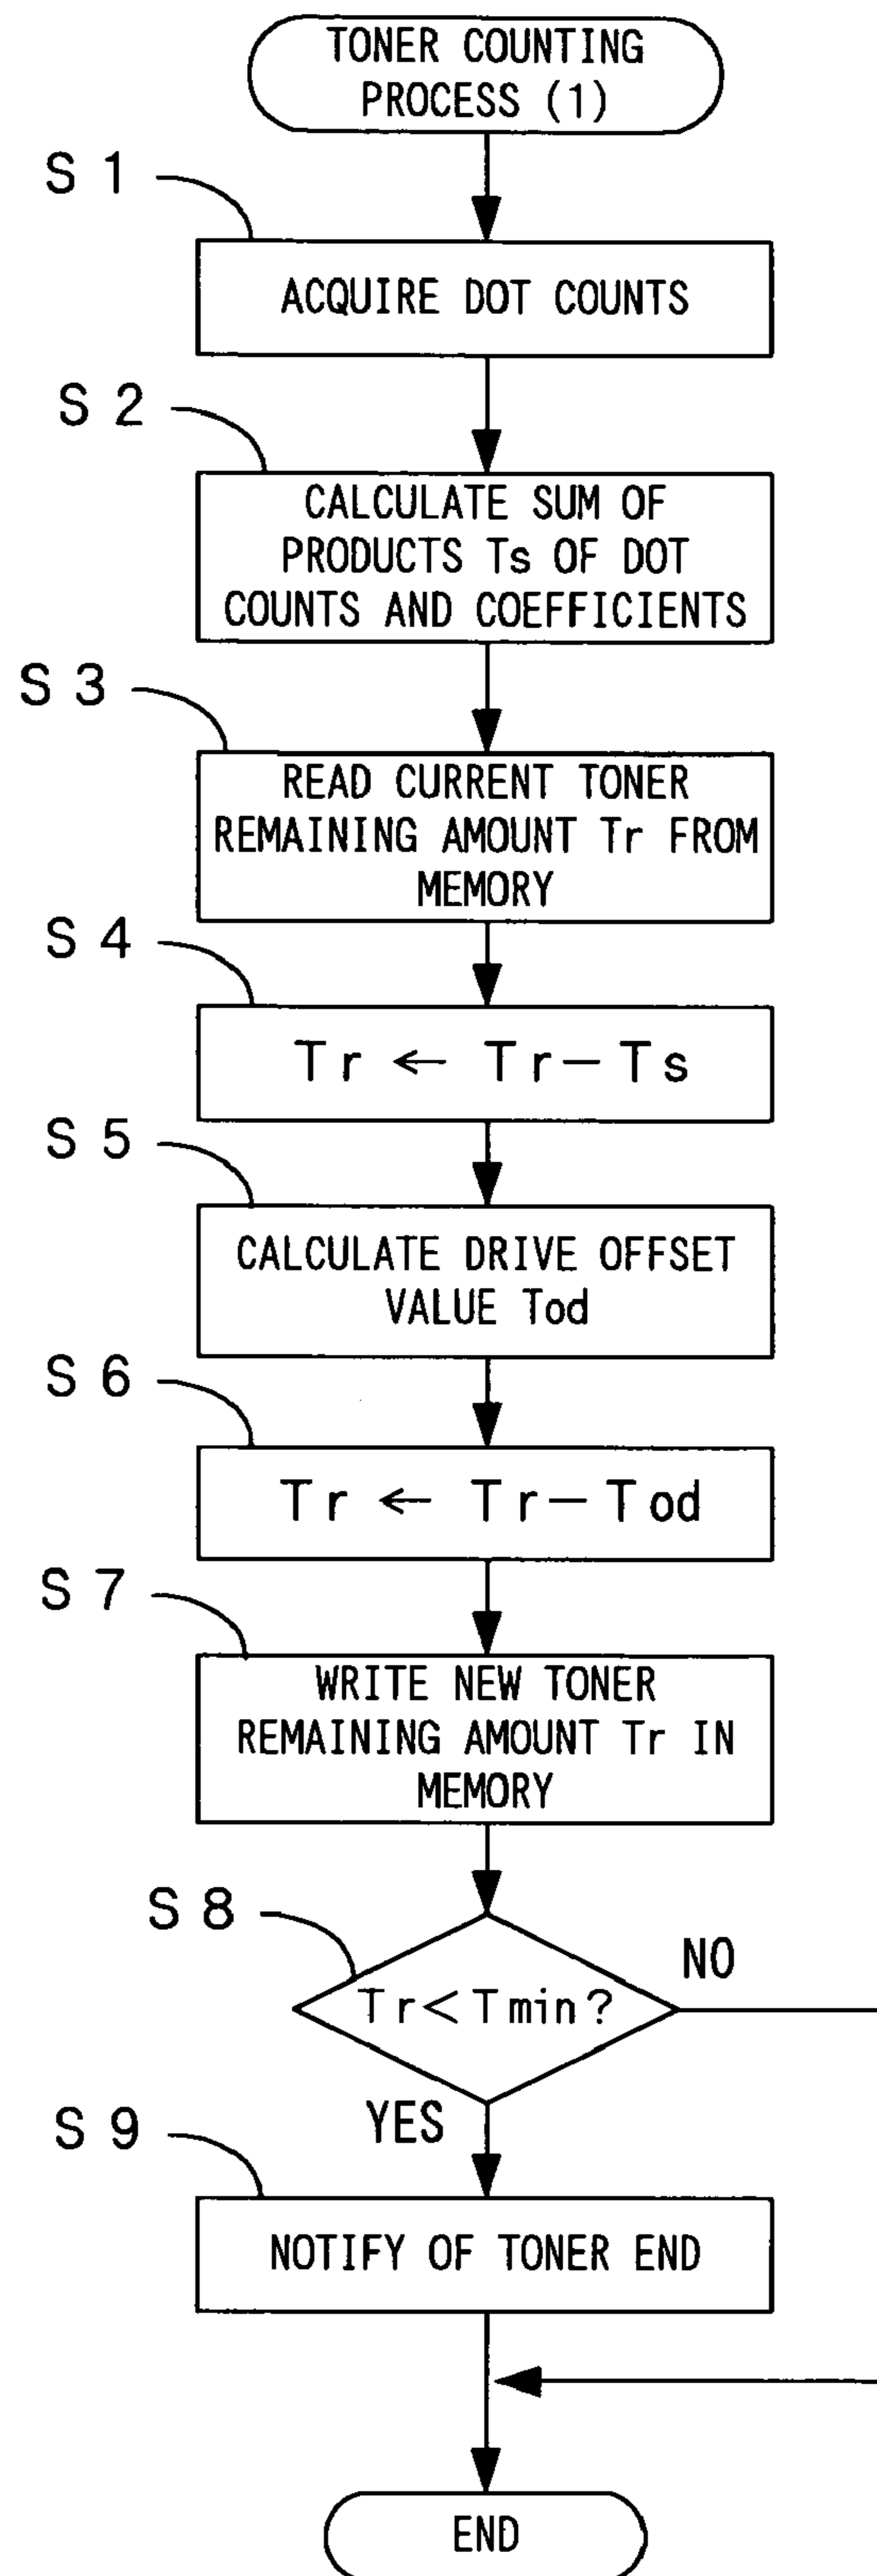 TONER COUNTING
PROCESS (1)
S 1
ACQUIRE DOT COUNTS
S 2
CALCULATE SUM OF
PRODUCTS Ts OF DOT
COUNTS AND COEFFICIENTS
S 3
READ CURRENT TONER
REMAINING AMOUNT Tr FROM
MEMORY
S 4
Tr ← Tr－Ts
S 5
CALCULATE DRIVE OFFSET
VALUE Tod
S 6
Tr ← Tr－Tod
S 7
WRITE NEW TONER
REMAINING AMOUNT Tr IN
MEMORY
S 8
NO
Tr＜Tmin?
YES
S 9
NOTIFY OF TONER END
END